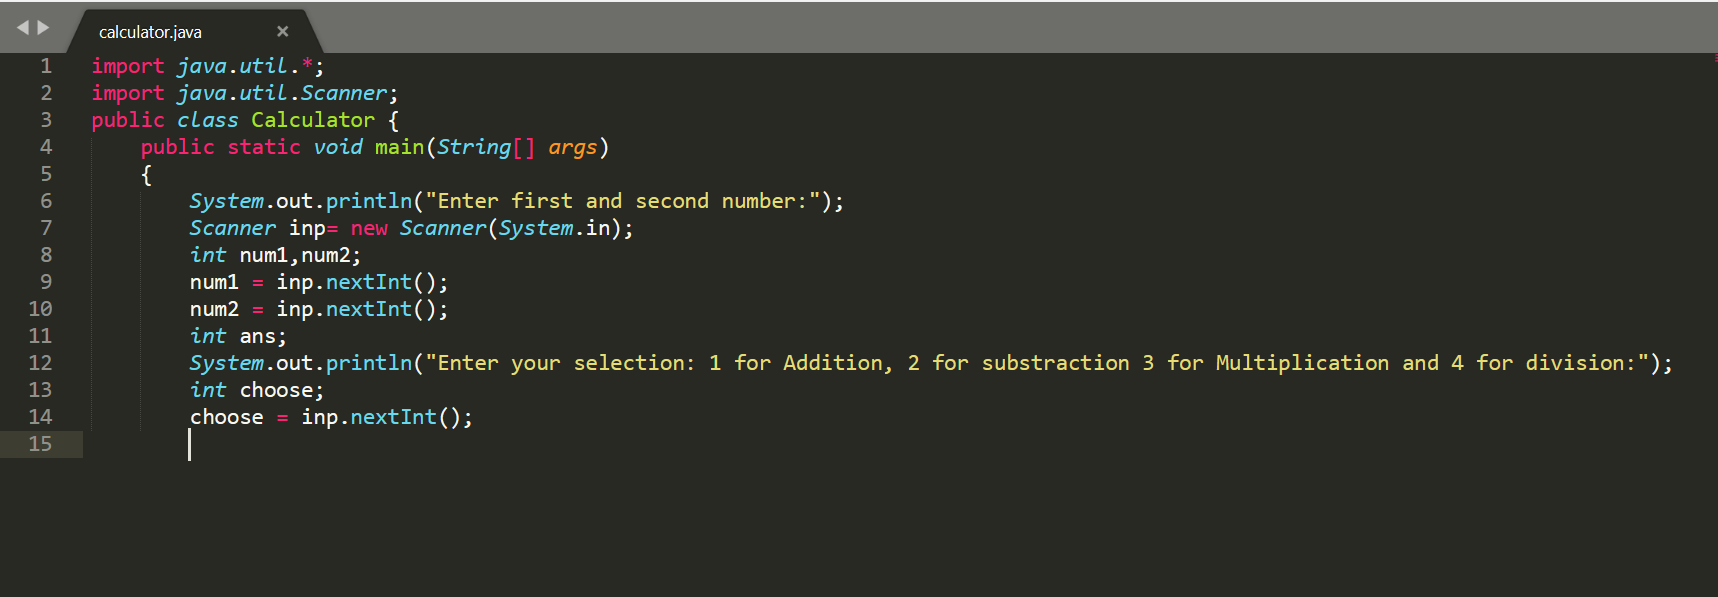 calculator.java
1 import java.util.*;
2 import java.util.Scanner;
3 public class Calculator {
4     public static void main(String[] args)
5     {
6         System.out.println("Enter first and second number:");
7         Scanner inp= new Scanner(System.in);
8         int num1,num2;
9         num1 = inp.nextInt();
10         num2 = inp.nextInt();
11         int ans;
12         System.out.println("Enter your selection: 1 for Addition, 2 for substraction 3 for Multiplication and 4 for division:");
13         int choose;
14         choose = inp.nextInt();
15